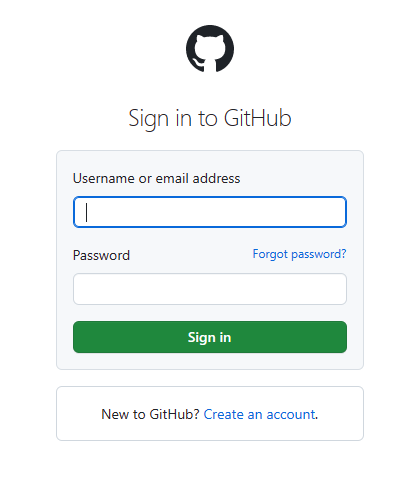 Sign in to GitHub
Username or email address
Password Forgot password?
Sign in
New to GitHub? Create an account.